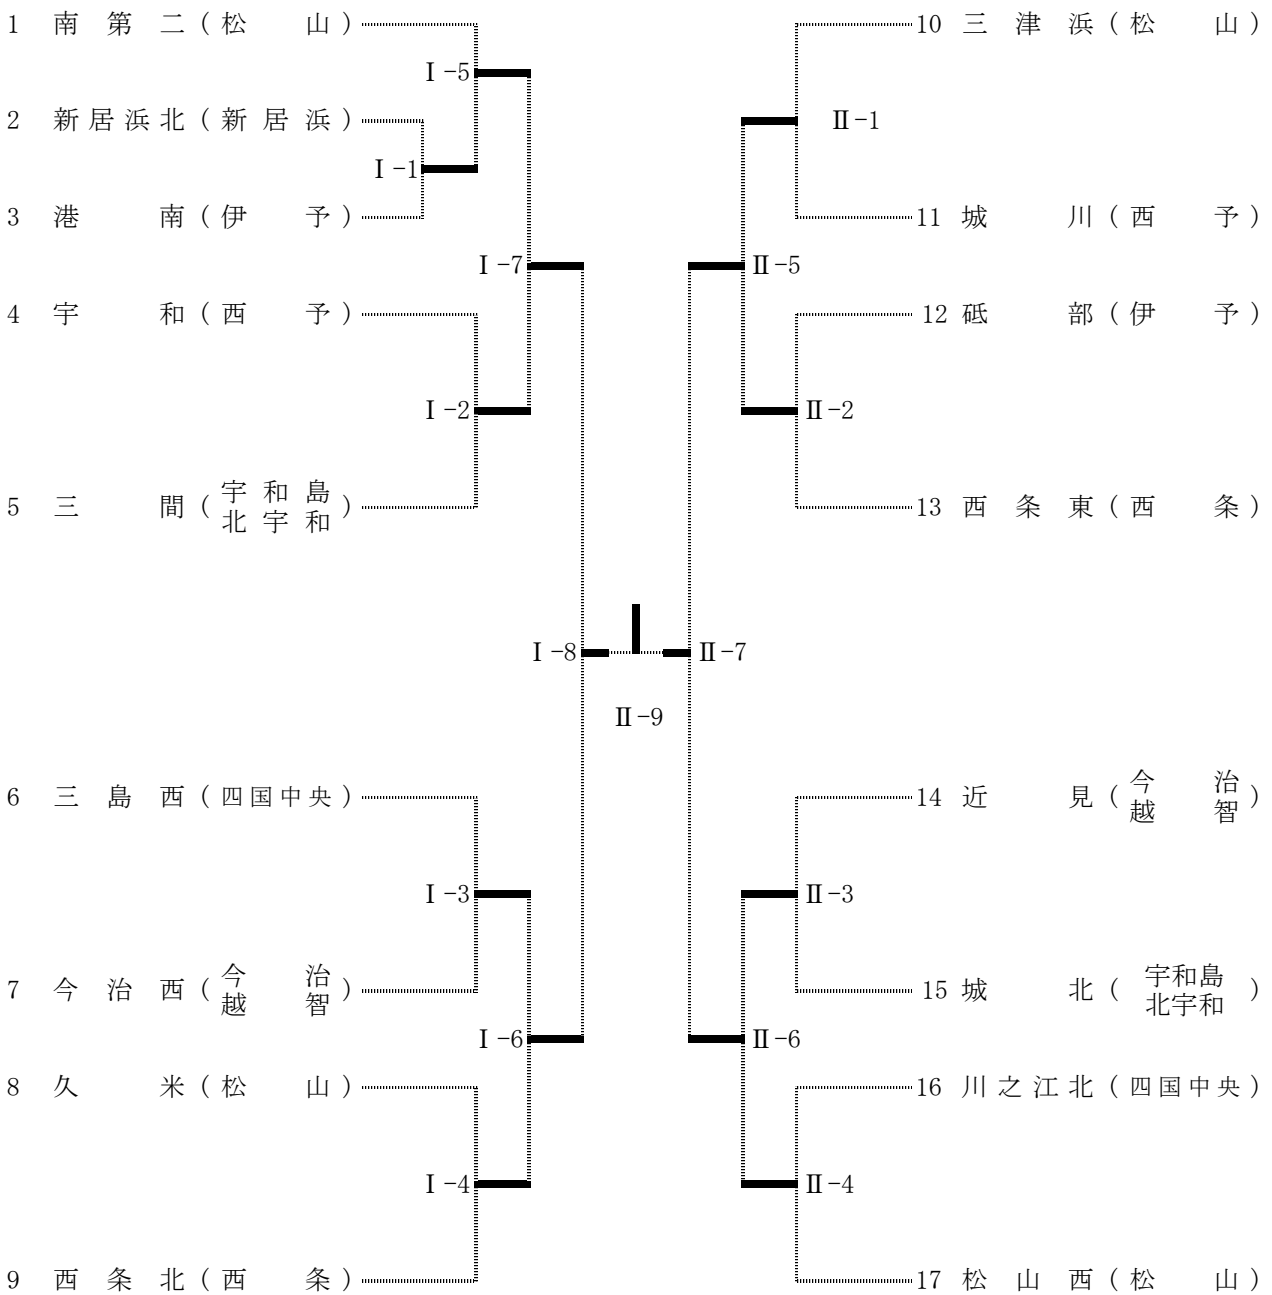 1 南第二(松山)
Ⅰ-5
2 新居浜北(新居浜)
Ⅰ-1
3 港南(伊予)
Ⅰ-7
4 宇和(西予)
Ⅰ-2
5 三間(宇和島北宇和)
Ⅰ-8
6 三島西(四国中央)
Ⅰ-3
7 今治西(今治越智)
Ⅰ-6
8 久米(松山)
Ⅰ-4
9 西条北(西条)
Ⅱ-9
10 三津浜(松山)
Ⅱ-1
11 城川(西予)
Ⅱ-5
12 砥部(伊予)
Ⅱ-2
13 西条東(西条)
Ⅱ-7
14 近見(今治越智)
Ⅱ-3
15 城北(宇和島北宇和)
Ⅱ-6
16 川之江北(四国中央)
Ⅱ-4
17 松山西(松山)